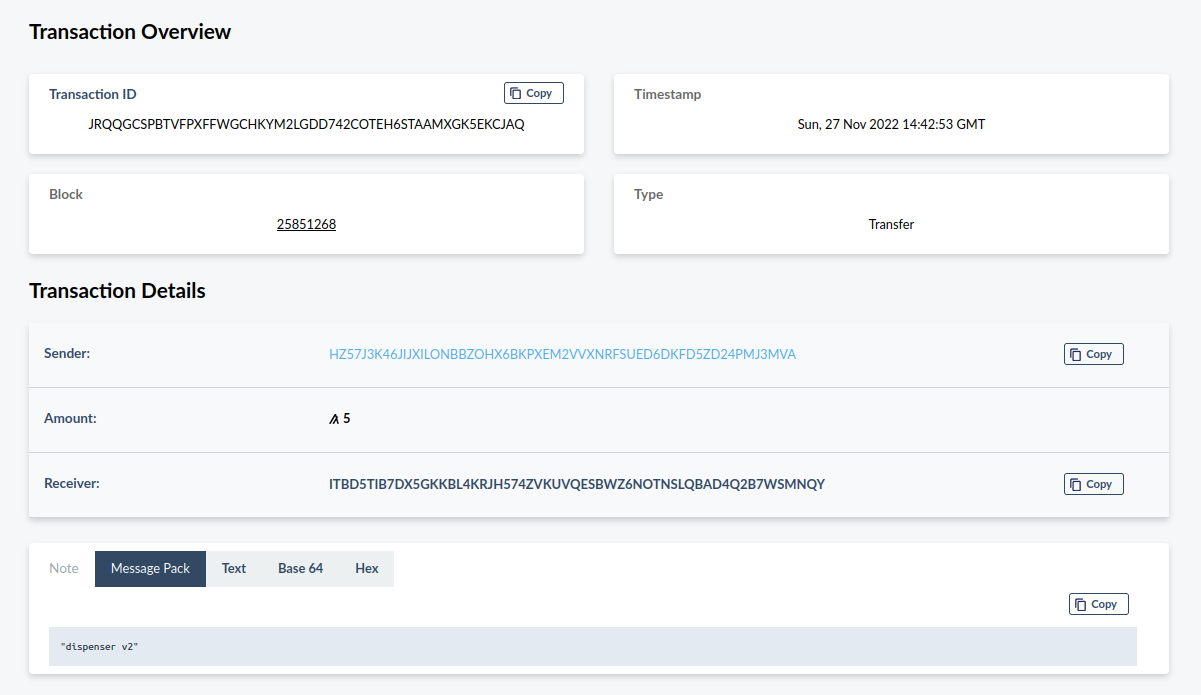 Transaction Overview
Transaction ID
Copy
JRQQGCSPBTVFPXFFWGCHKYM2LGDD742COTEH6STAAMXGK5EKCJAQ
Timestamp
Sun, 27 Nov 2022 14:42:53 GMT
Block
25851268
Type
Transfer
Transaction Details
Sender: HZ57J3K46JIJXILONBBZOHX6BKPXEM2VVXNRFSUED6DKFD5ZD24PMJ3MVA Copy
Amount: 5
Receiver: ITBD5TIB7DX5GKKBL4KRJH574ZVKUVQESBWZ6NOTNSLQBAD4Q2B7WSMNQY Copy
Note Message Pack Text Base 64 Hex
Copy
"dispenser v2"